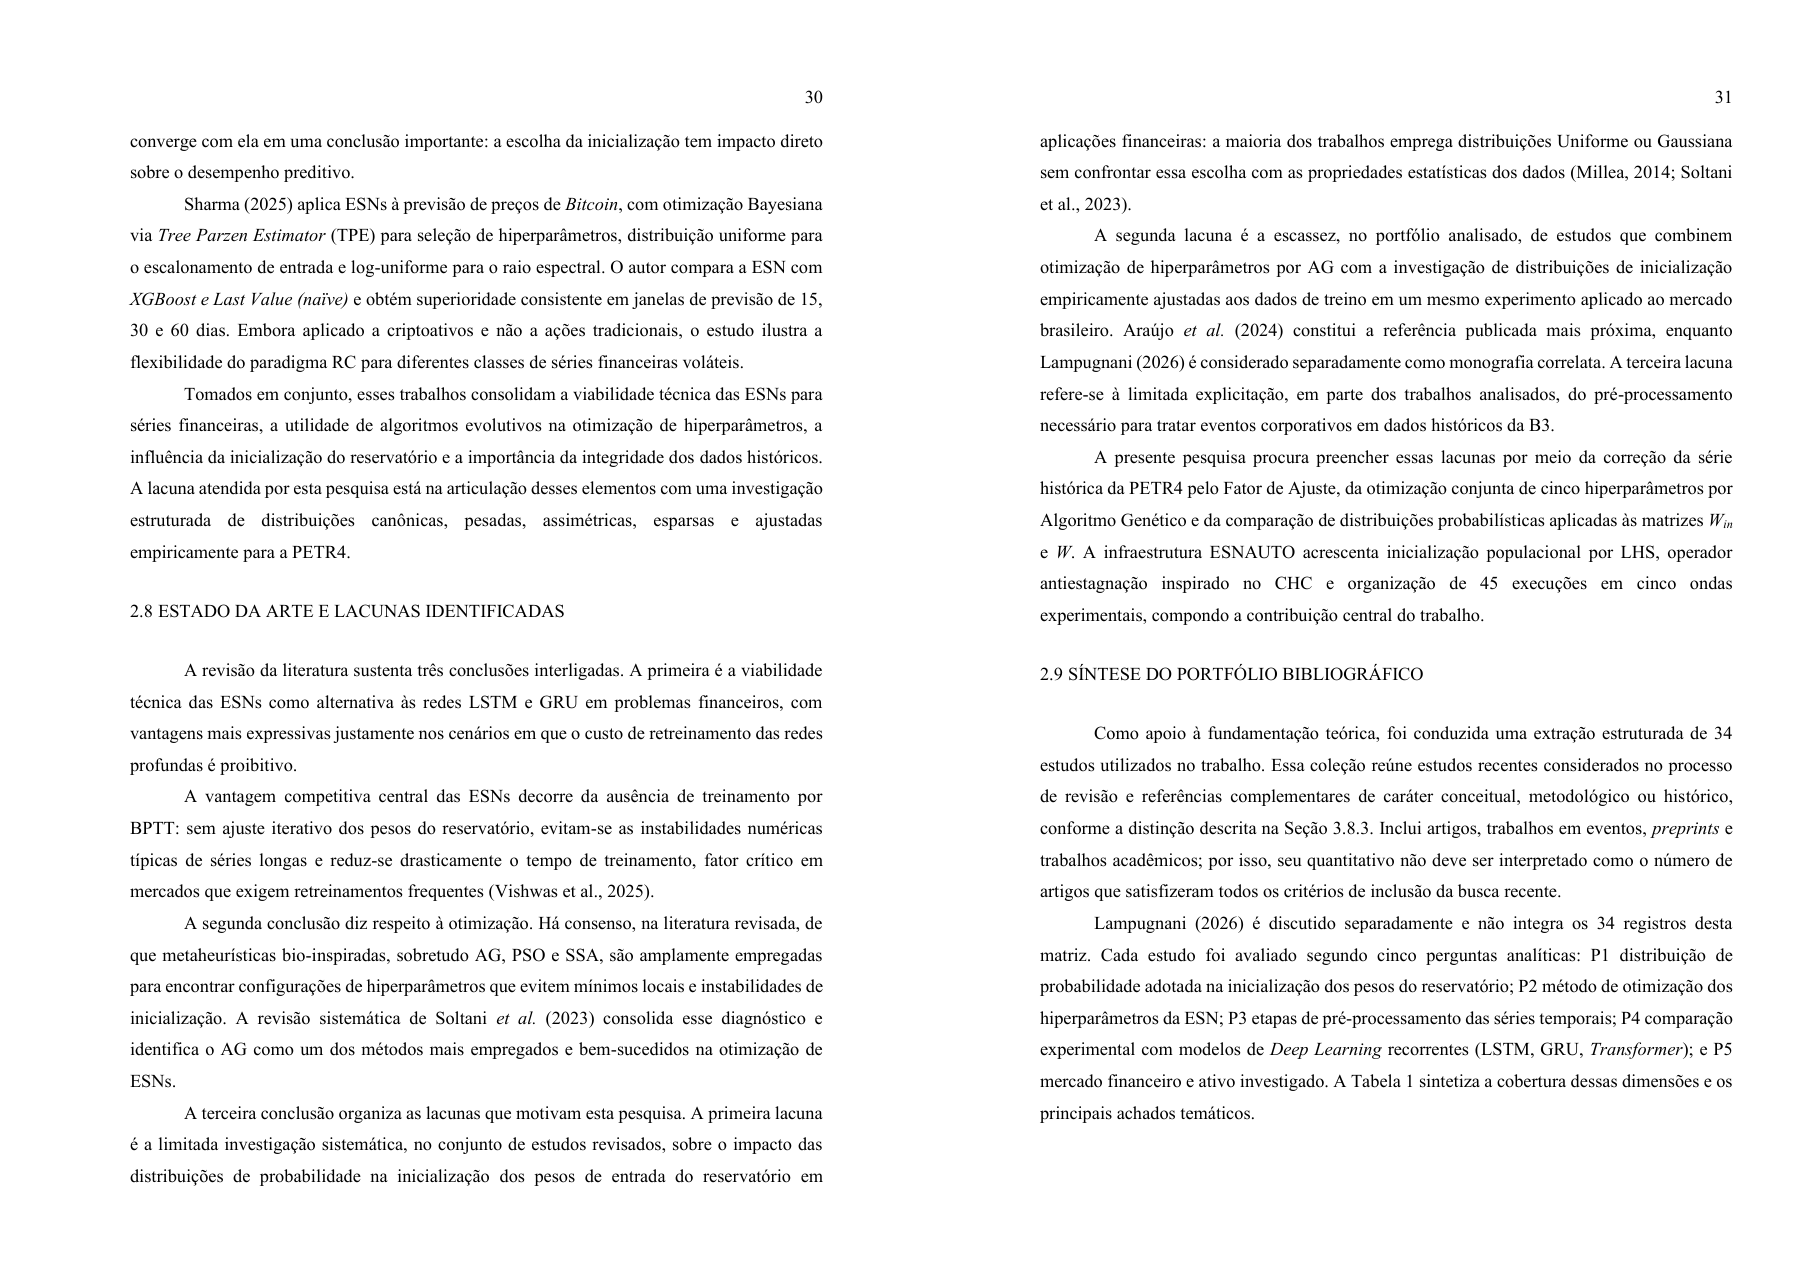 30
converge com ela em uma conclusão importante: a escolha da inicialização tem impacto direto
sobre o desempenho preditivo.
Sharma (2025) aplica ESNs à previsão de preços de Bitcoin, com otimização Bayesiana
via Tree Parzen Estimator (TPE) para seleção de hiperparâmetros, distribuição uniforme para
o escalonamento de entrada e log-uniforme para o raio espectral. O autor compara a ESN com
XGBoost e Last Value (naïve) e obtém superioridade consistente em janelas de previsão de 15,
30 e 60 dias. Embora aplicado a criptoativos e não a ações tradicionais, o estudo ilustra a
flexibilidade do paradigma RC para diferentes classes de séries financeiras voláteis.
Tomados em conjunto, esses trabalhos consolidam a viabilidade técnica das ESNs para
séries financeiras, a utilidade de algoritmos evolutivos na otimização de hiperparâmetros, a
influência da inicialização do reservatório e a importância da integridade dos dados históricos.
A lacuna atendida por esta pesquisa está na articulação desses elementos com uma investigação
estruturada de distribuições canônicas, pesadas, assimétricas, esparsas e ajustadas
empiricamente para a PETR4.
2.8 ESTADO DA ARTE E LACUNAS IDENTIFICADAS
A revisão da literatura sustenta três conclusões interligadas. A primeira é a viabilidade
técnica das ESNs como alternativa às redes LSTM e GRU em problemas financeiros, com
vantagens mais expressivas justamente nos cenários em que o custo de retreinamento das redes
profundas é proibitivo.
A vantagem competitiva central das ESNs decorre da ausência de treinamento por
BPTT: sem ajuste iterativo dos pesos do reservatório, evitam-se as instabilidades numéricas
típicas de séries longas e reduz-se drasticamente o tempo de treinamento, fator crítico em
mercados que exigem retreinamentos frequentes (Vishwas et al., 2025).
A segunda conclusão diz respeito à otimização. Há consenso, na literatura revisada, de
que metaheurísticas bio-inspiradas, sobretudo AG, PSO e SSA, são amplamente empregadas
para encontrar configurações de hiperparâmetros que evitem mínimos locais e instabilidades de
inicialização. A revisão sistemática de Soltani et al. (2023) consolida esse diagnóstico e
identifica o AG como um dos métodos mais empregados e bem-sucedidos na otimização de
ESNs.
A terceira conclusão organiza as lacunas que motivam esta pesquisa. A primeira lacuna
é a limitada investigação sistemática, no conjunto de estudos revisados, sobre o impacto das
distribuições de probabilidade na inicialização dos pesos de entrada do reservatório em
31
aplicações financeiras: a maioria dos trabalhos emprega distribuições Uniforme ou Gaussiana
sem confrontar essa escolha com as propriedades estatísticas dos dados (Millea, 2014; Soltani
et al., 2023).
A segunda lacuna é a escassez, no portfólio analisado, de estudos que combinem
otimização de hiperparâmetros por AG com a investigação de distribuições de inicialização
empiricamente ajustadas aos dados de treino em um mesmo experimento aplicado ao mercado
brasileiro. Araújo et al. (2024) constitui a referência publicada mais próxima, enquanto
Lampugnani (2026) é considerado separadamente como monografia correlata. A terceira lacuna
refere-se à limitada explicitação, em parte dos trabalhos analisados, do pré-processamento
necessário para tratar eventos corporativos em dados históricos da B3.
A presente pesquisa procura preencher essas lacunas por meio da correção da série
histórica da PETR4 pelo Fator de Ajuste, da otimização conjunta de cinco hiperparâmetros por
Algoritmo Genético e da comparação de distribuições probabilísticas aplicadas às matrizes Win
e W. A infraestrutura ESNAUTO acrescenta inicialização populacional por LHS, operador
antiestagnação inspirado no CHC e organização de 45 execuções em cinco ondas
experimentais, compondo a contribuição central do trabalho.
2.9 SÍNTESE DO PORTFÓLIO BIBLIOGRÁFICO
Como apoio à fundamentação teórica, foi conduzida uma extração estruturada de 34
estudos utilizados no trabalho. Essa coleção reúne estudos recentes considerados no processo
de revisão e referências complementares de caráter conceitual, metodológico ou histórico,
conforme a distinção descrita na Seção 3.8.3. Inclui artigos, trabalhos em eventos, preprints e
trabalhos acadêmicos; por isso, seu quantitativo não deve ser interpretado como o número de
artigos que satisfizeram todos os critérios de inclusão da busca recente.
Lampugnani (2026) é discutido separadamente e não integra os 34 registros desta
matriz. Cada estudo foi avaliado segundo cinco perguntas analíticas: P1 distribuição de
probabilidade adotada na inicialização dos pesos do reservatório; P2 método de otimização dos
hiperparâmetros da ESN; P3 etapas de pré-processamento das séries temporais; P4 comparação
experimental com modelos de Deep Learning recorrentes (LSTM, GRU, Transformer); e P5
mercado financeiro e ativo investigado. A Tabela 1 sintetiza a cobertura dessas dimensões e os
principais achados temáticos.